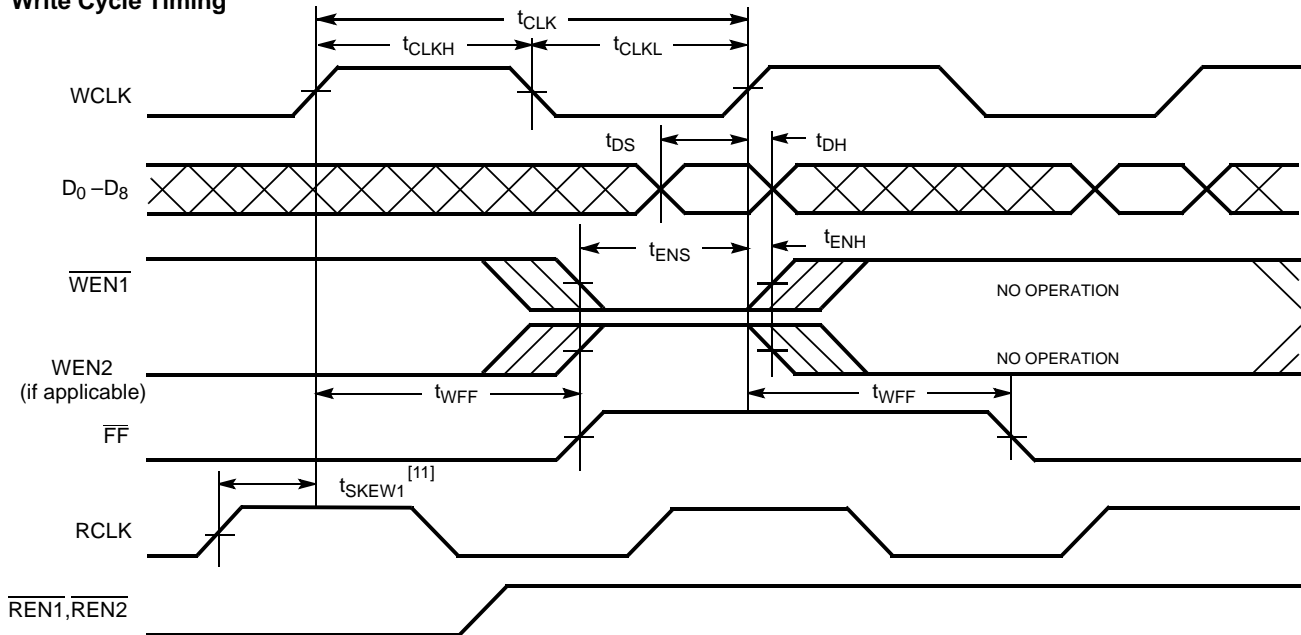 Write Cycle Timing
tCLK
tCLKH
tCLKL
WCLK
tDS
tDH
D0 –D8
tENS
tENH
WEN1
NO OPERATION
WEN2
(if applicable)
NO OPERATION
tWFF
tWFF
FF
tSKEW1 [11]
RCLK
REN1,REN2